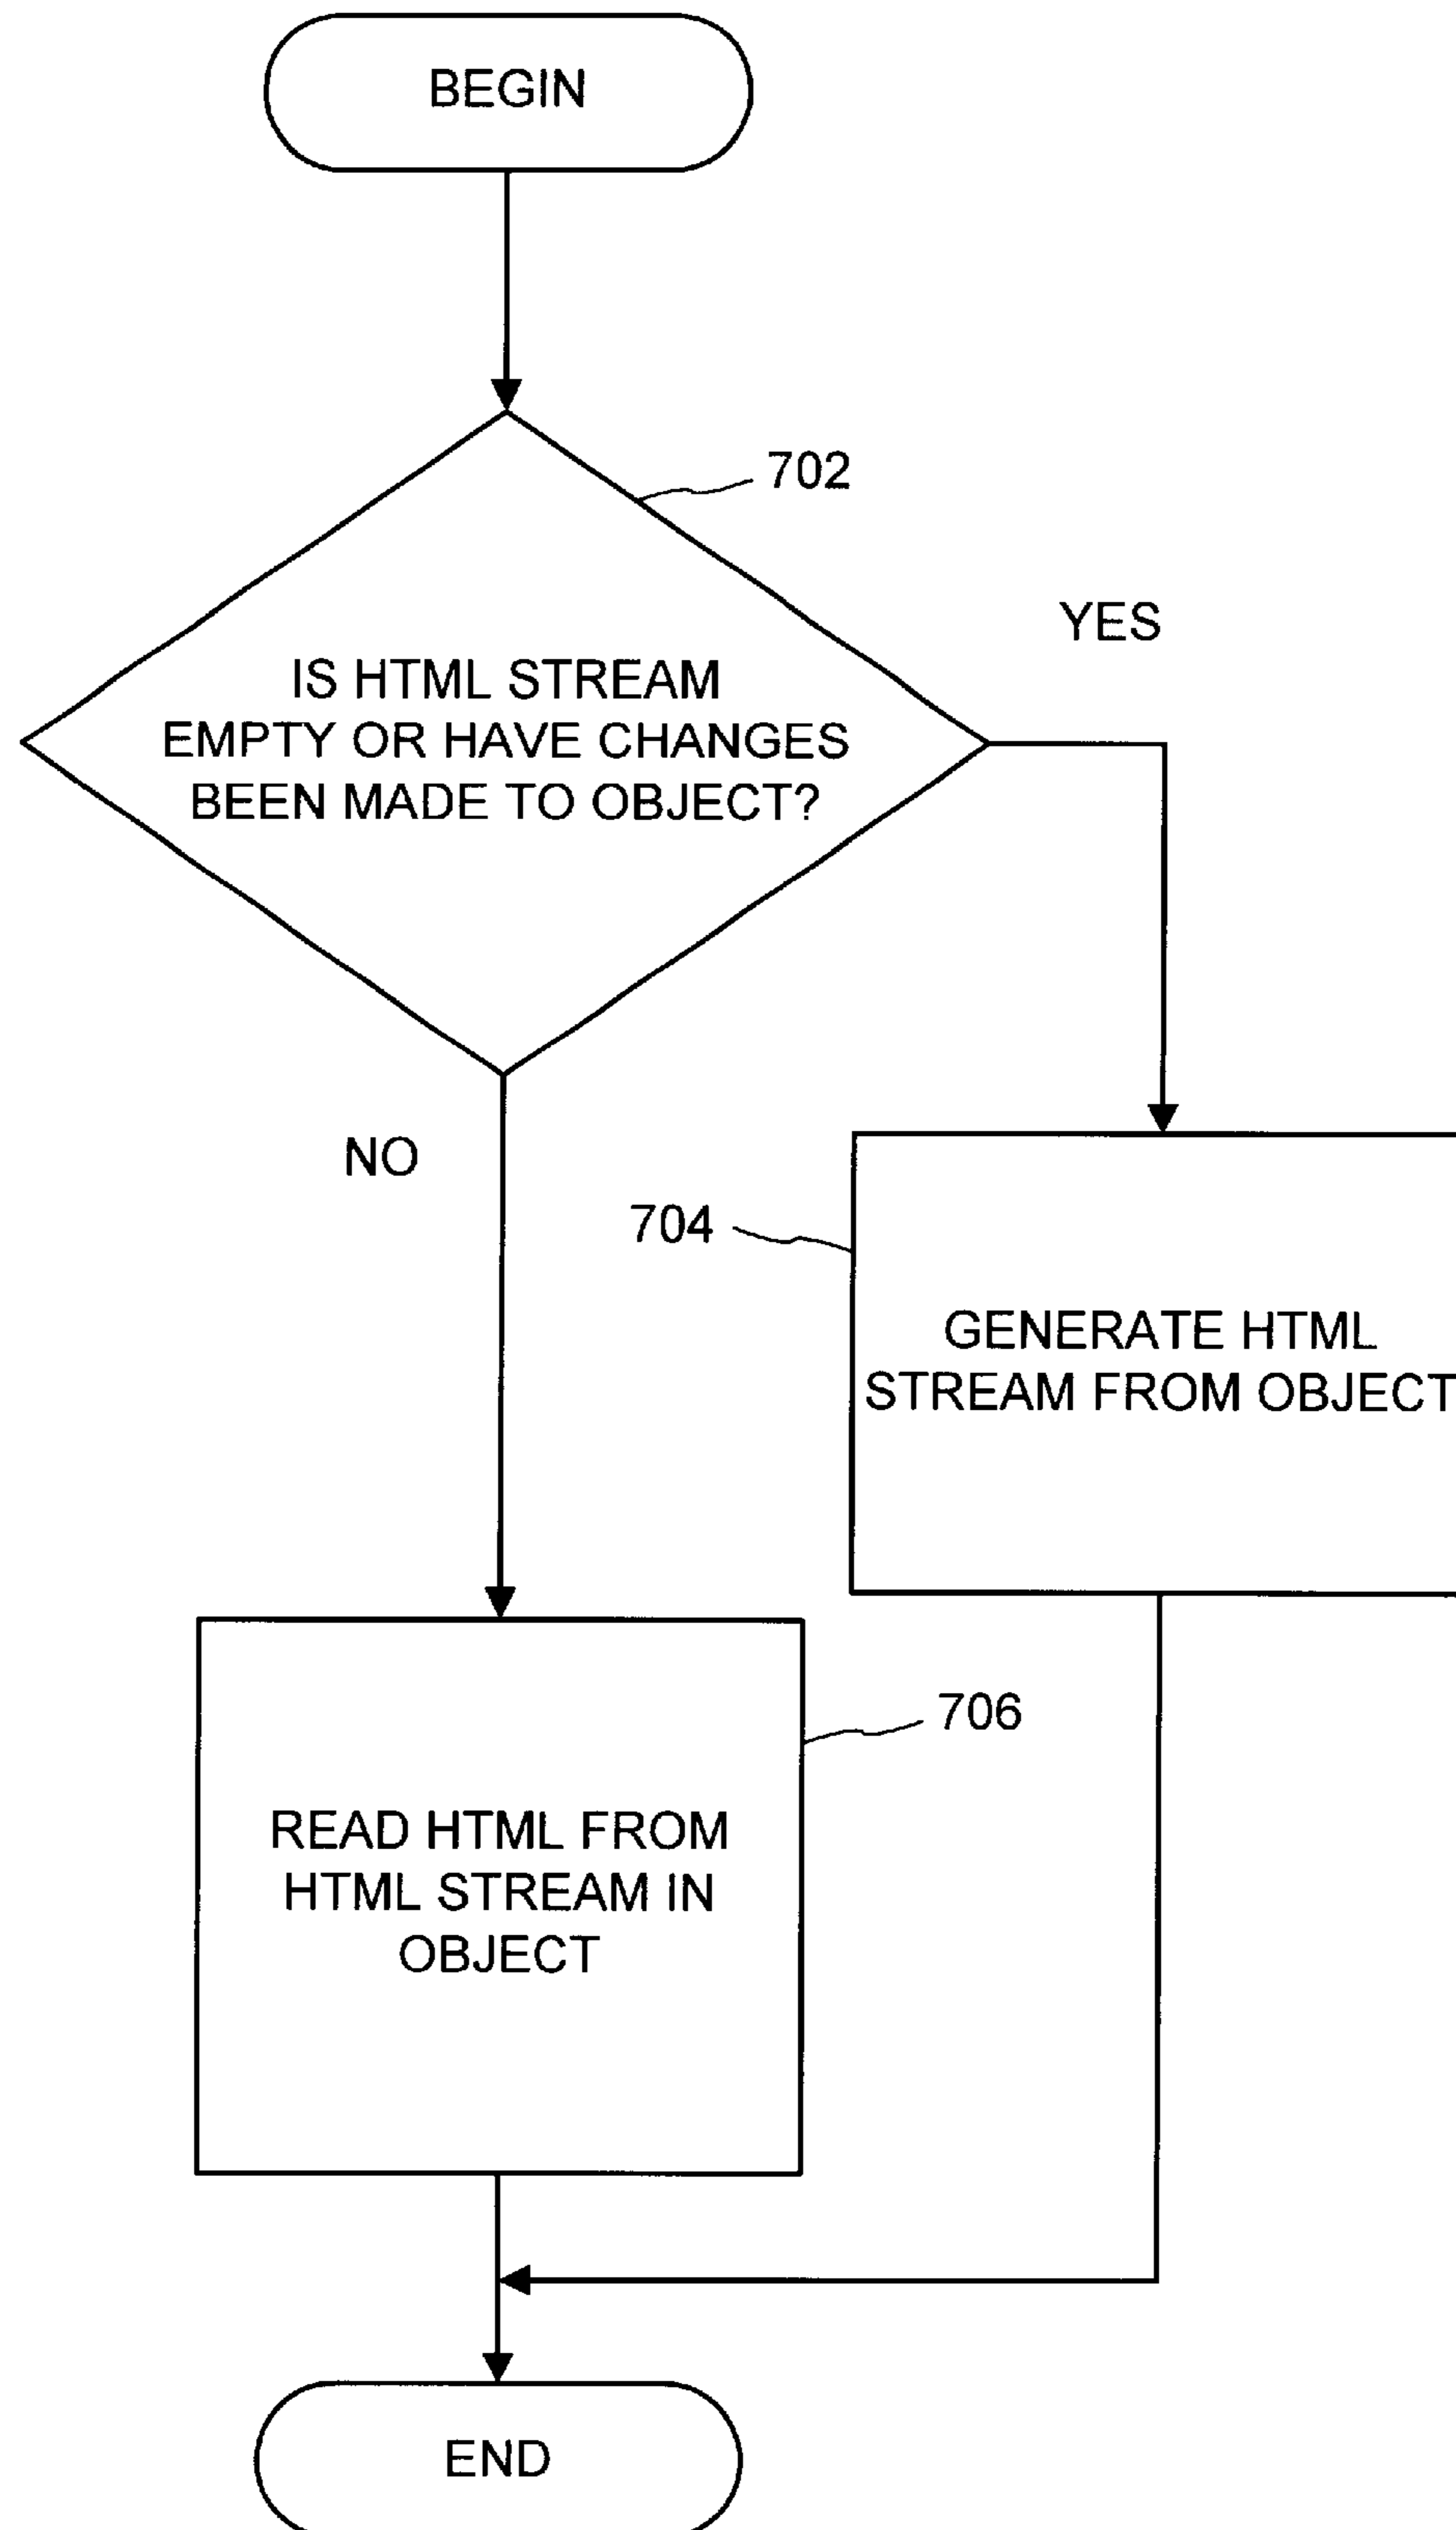 BEGIN
702
IS HTML STREAM
EMPTY OR HAVE CHANGES
BEEN MADE TO OBJECT?
YES
NO
704
GENERATE HTML
STREAM FROM OBJECT
706
READ HTML FROM
HTML STREAM IN
OBJECT
END